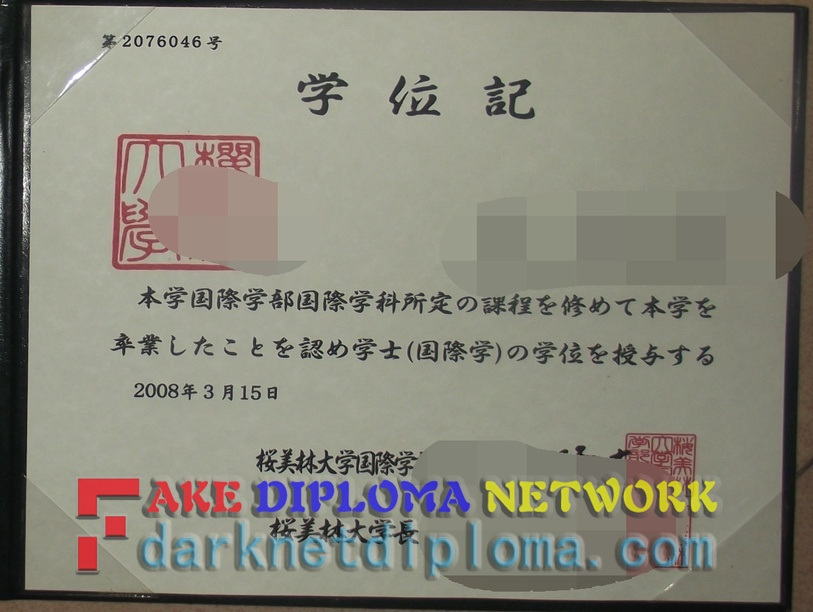 第2076046号
学位記
本学国際学部国際学科所定の課程を修めて本学を
卒業したことを認め学士(国際学)の学位を授与する
2008年3月15日
桜美林大学国際学
FAKE DIPLOMA NETWORK
桜美林大学長
darknetdiploma.com